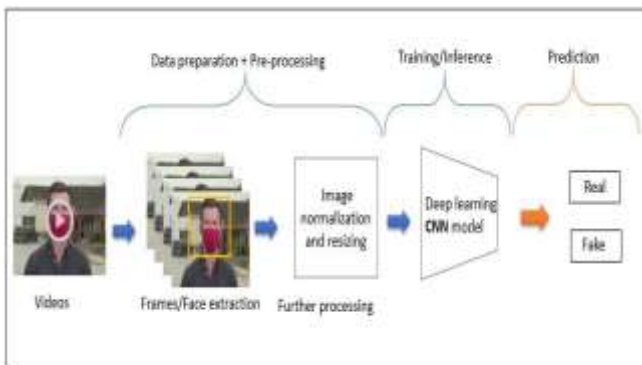 Data preparation + Pre-processing
Training/Inference
Prediction
Image
normalization
and resizing
Deep learning
CNN model
Real
Fake
Videos
Frames/Face extraction
Further processing